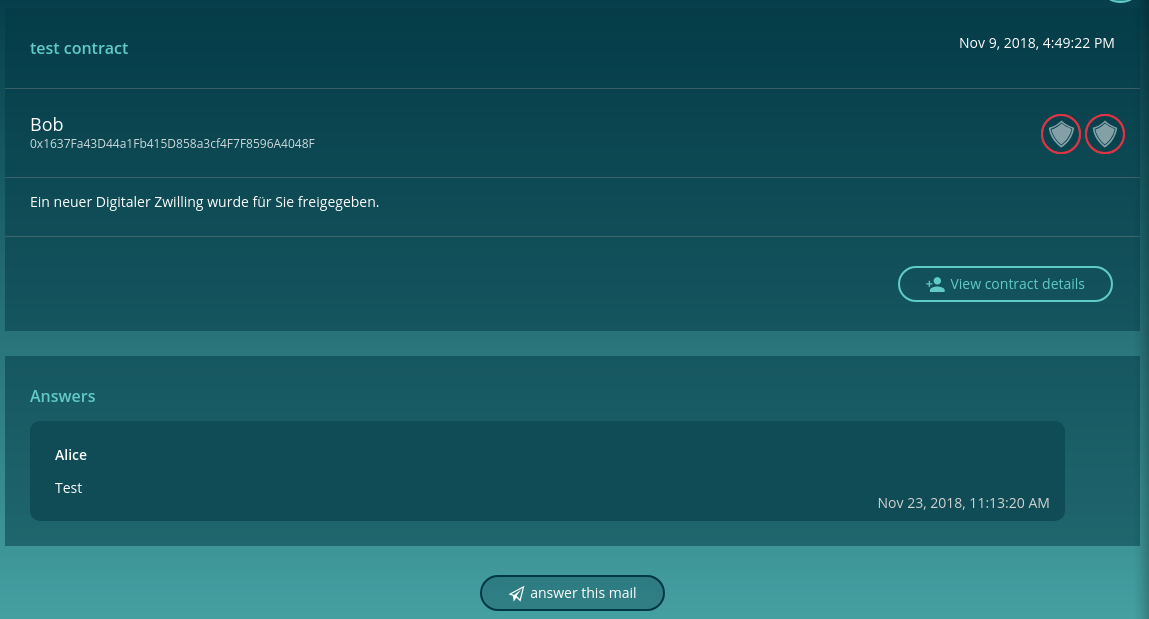 test contract
Nov 9, 2018, 4:49:22 PM
Bob
0x1637Fa43D44a1Fb415D858a3cf4F7F8596A4048F
Ein neuer Digitaler Zwilling wurde für Sie freigegeben.
View contract details
Answers
Alice
Test
Nov 23, 2018, 11:13:20 AM
answer this mail